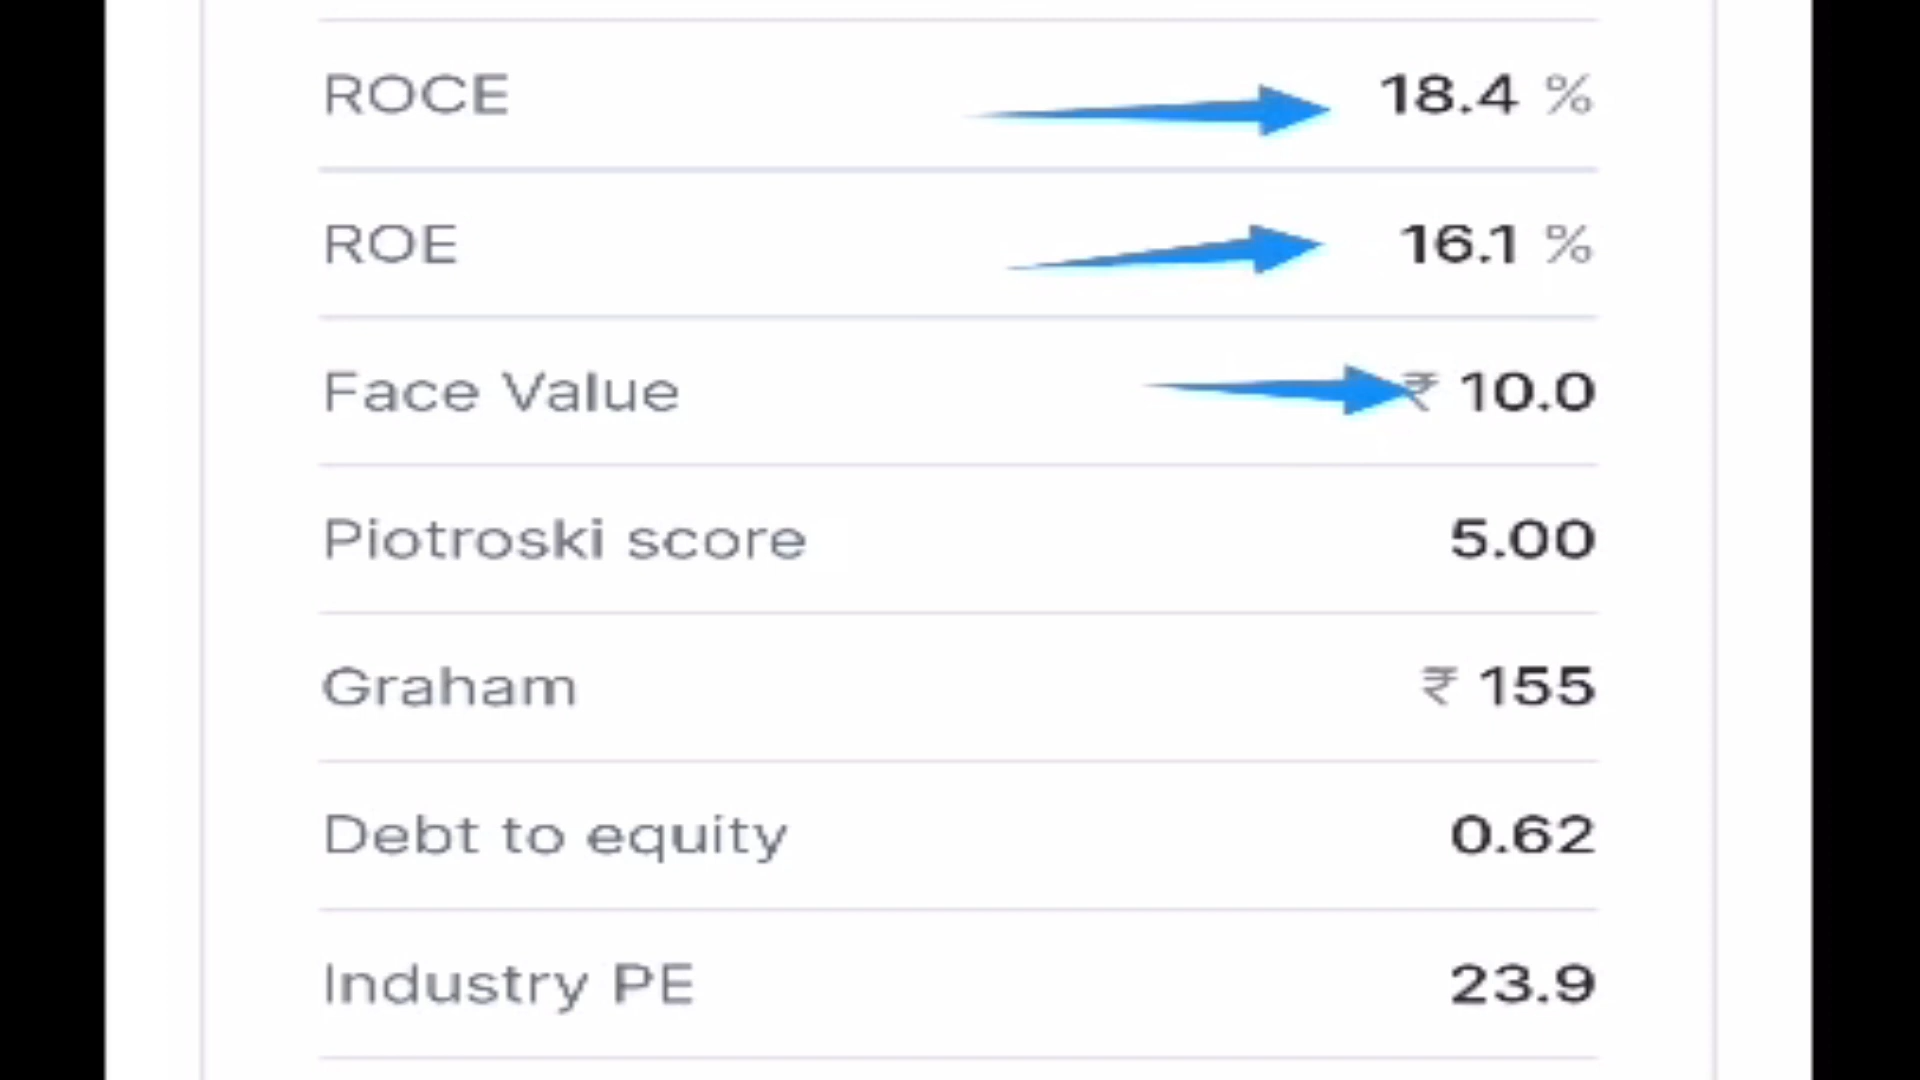 ROCE 18.4 %
ROE 16.1 %
Face Value ₹ 10.0
Piotroski score 5.00
Graham ₹ 155
Debt to equity 0.62
Industry PE 23.9